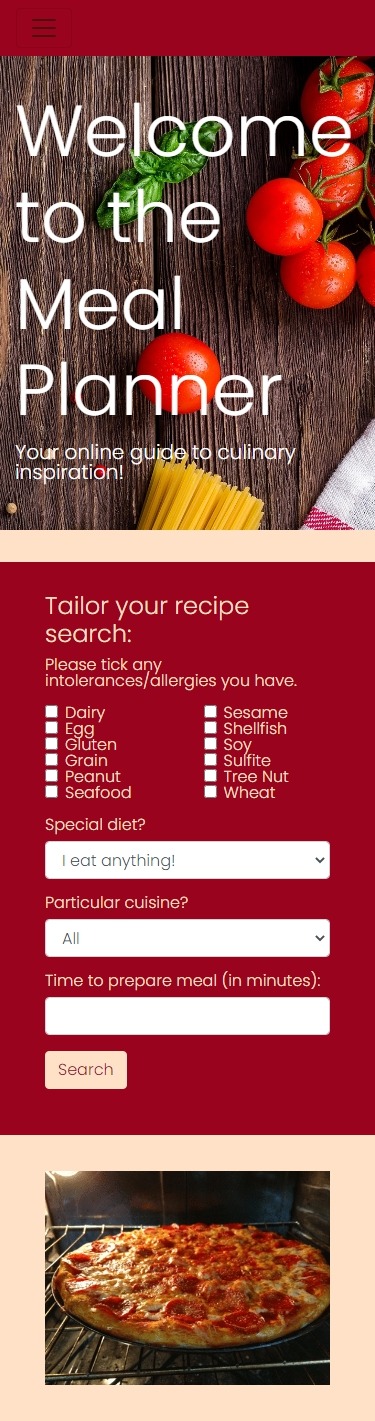 Welcome
to the
Meal
Planner
Your online guide to culinary
inspiration!
Tailor your recipe
search:
Please tick any
intolerances/allergies you have.
Dairy
Egg
Gluten
Grain
Peanut
Seafood
Sesame
Shellfish
Soy
Sulfite
Tree Nut
Wheat
Special diet?
I eat anything!
Particular cuisine?
All
Time to prepare meal (in minutes):
Search